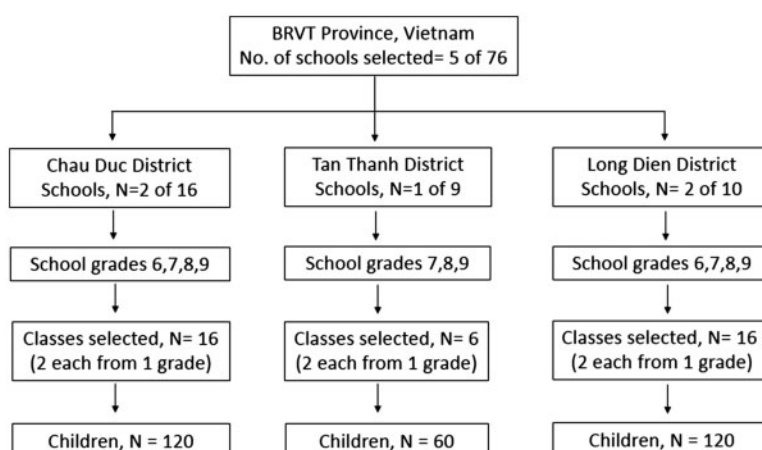 BRVT Province, Vietnam
No. of schools selected= 5 of 76
Chau Duc District
Schools, N=2 of 16
Tan Thanh District
Schools, N=1 of 9
Long Dien District
Schools, N= 2 of 10
School grades 6,7,8,9
School grades 7,8,9
School grades 6,7,8,9
Classes selected, N= 16
(2 each from 1 grade)
Classes selected, N= 6
(2 each from 1 grade)
Classes selected, N= 16
(2 each from 1 grade)
Children, N = 120
Children, N = 60
Children, N = 120